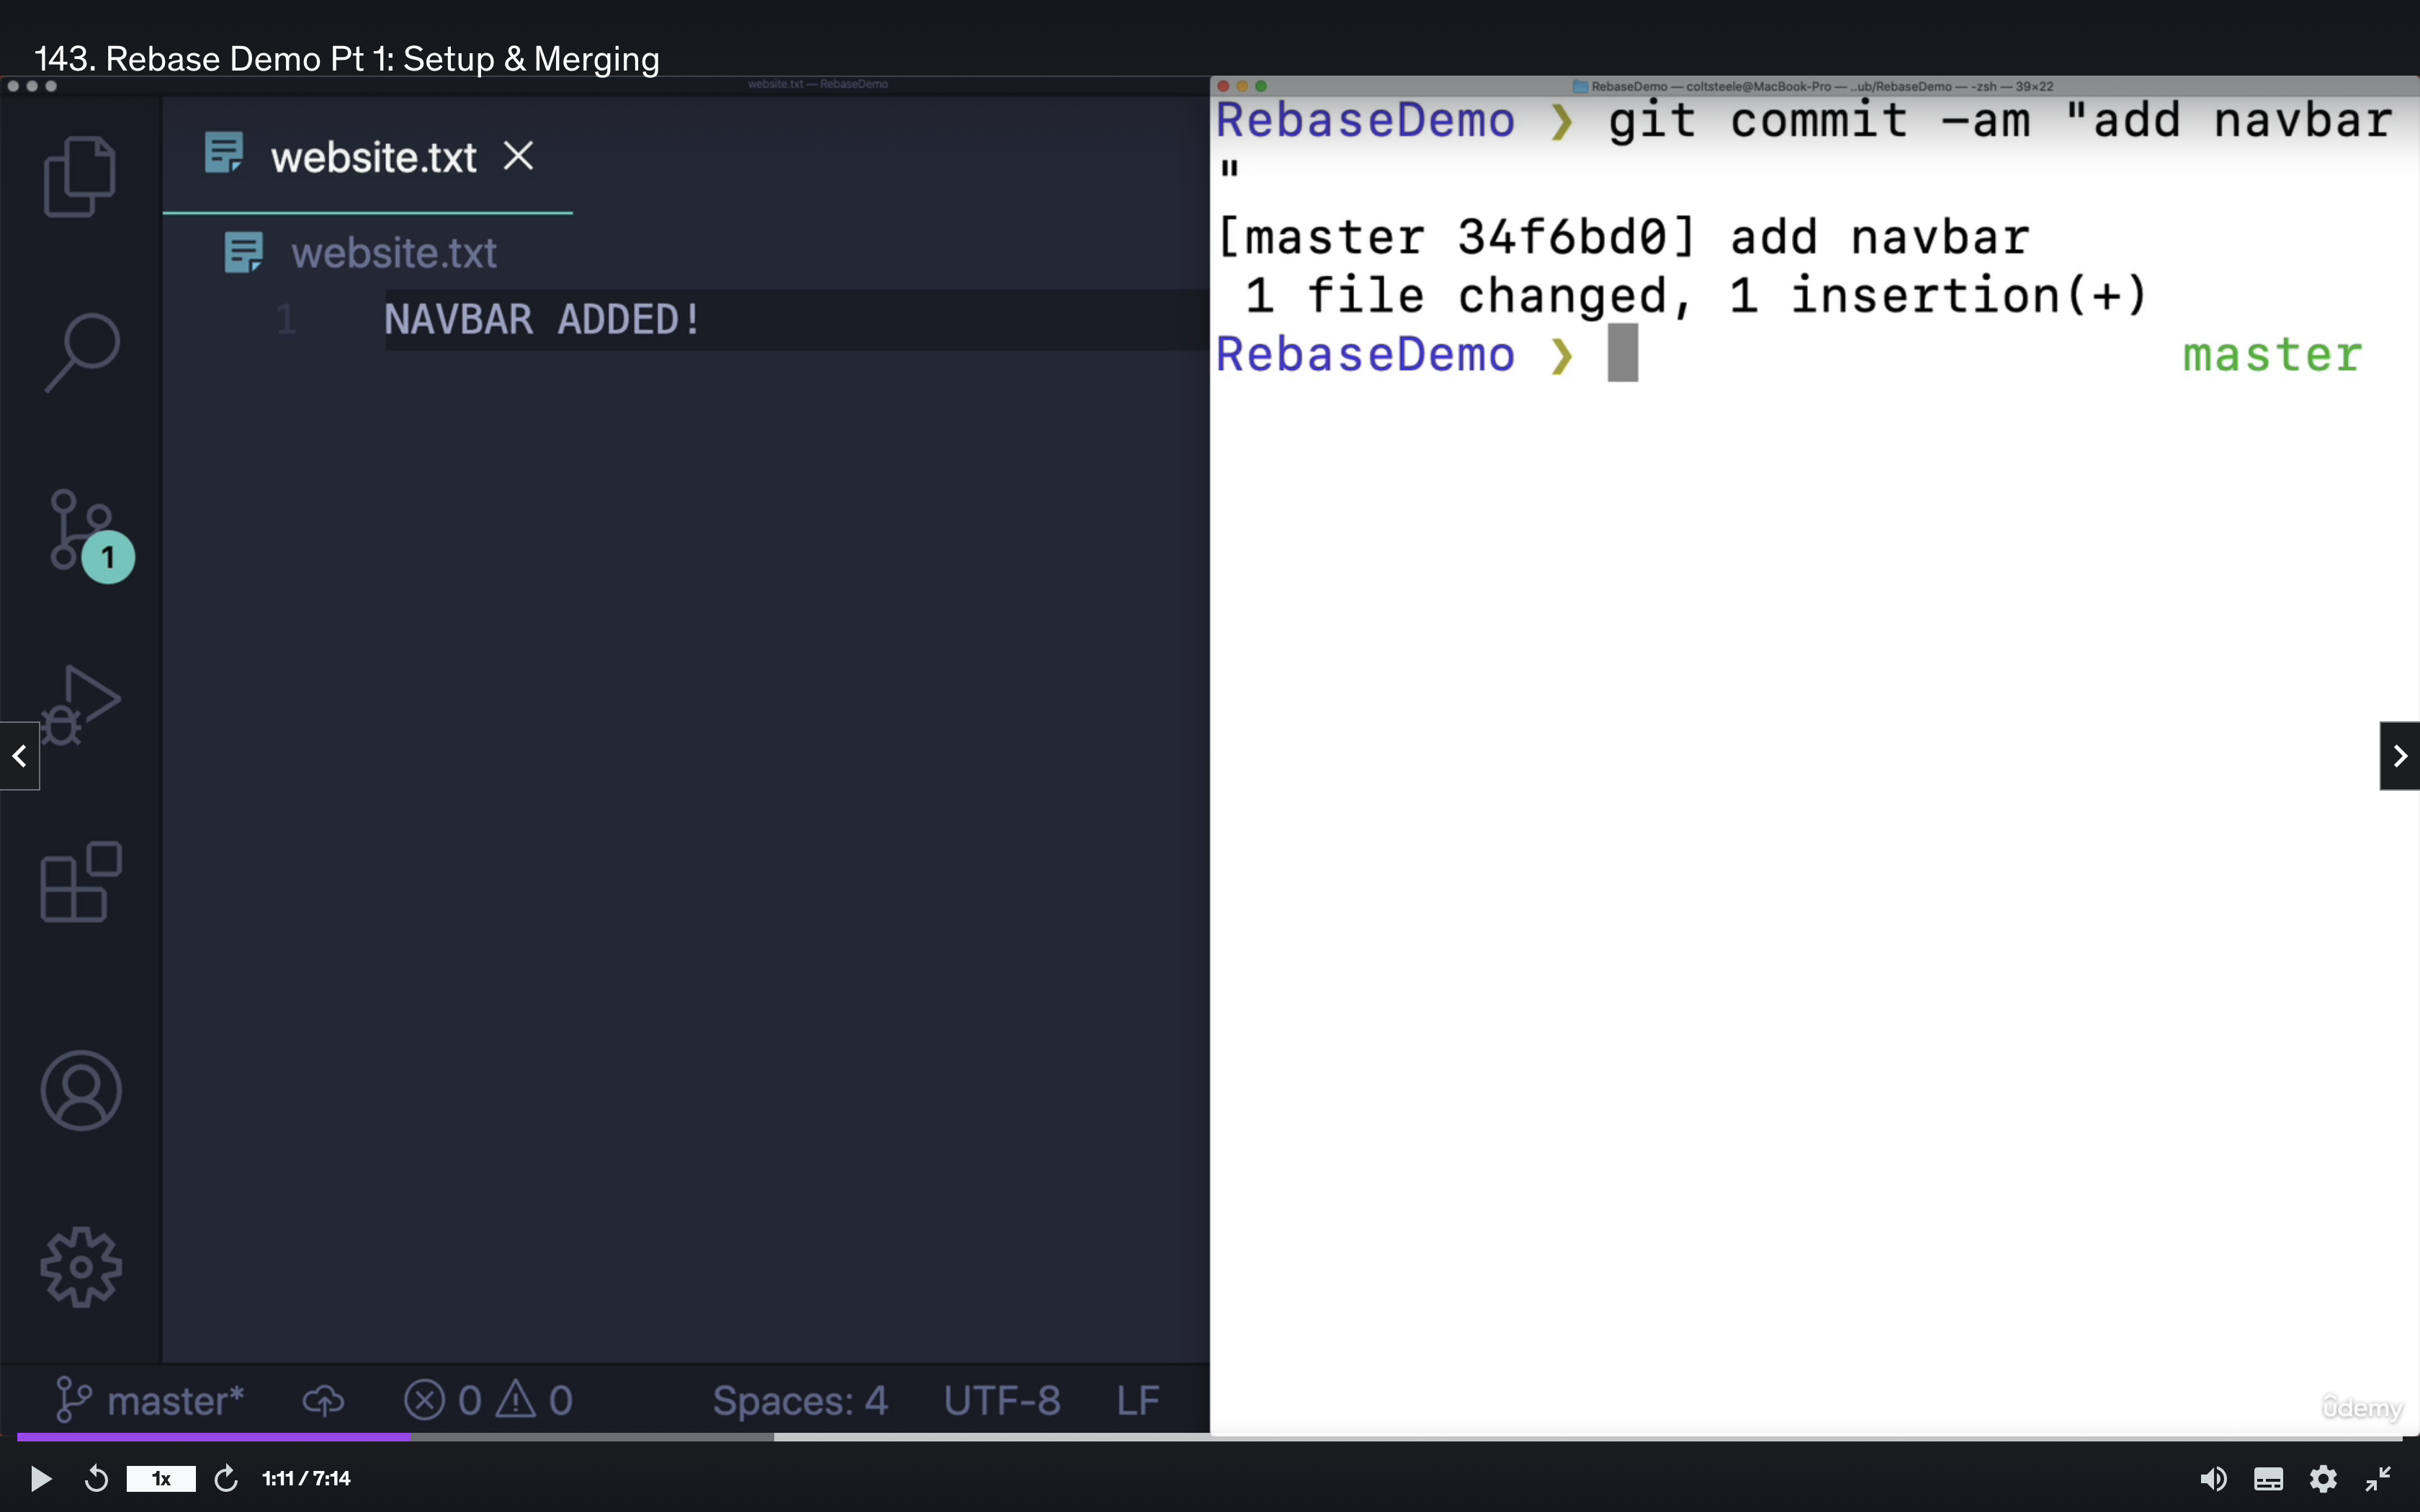 143. Rebase Demo Pt 1: Setup & Merging
website.txt — RebaseDemo
website.txt
website.txt
1 NAVBAR ADDED!
1
master* 0 0 Spaces: 4 UTF-8 LF
RebaseDemo — coltsteele@MacBook-Pro — ..ub/RebaseDemo — -zsh — 39×22
RebaseDemo ❯ git commit -am "add navbar
"
[master 34f6bd0] add navbar
1 file changed, 1 insertion(+)
RebaseDemo ❯ master
ûdemy
1x 1:11 / 7:14